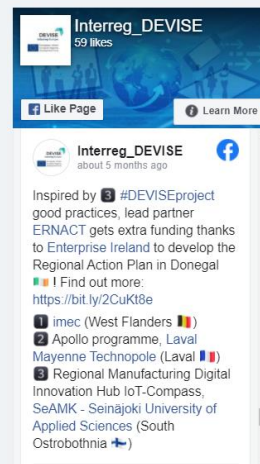 Interreg_DEVISE
59 likes
DEVISE
Like Page
Learn More
Interreg_DEVISE
about 5 months ago
Inspired by 3️⃣ #DEVISEproject
good practices, lead partner
ERNACT gets extra funding thanks
to Enterprise Ireland to develop the
Regional Action Plan in Donegal
🇮🇪 ! Find out more:
https://bit.ly/2CuKt8e
1️⃣ imec (West Flanders 🇧🇪)
2️⃣ Apollo programme, Laval
Mayenne Technopole (Laval 🇫🇷)
3️⃣ Regional Manufacturing Digital
Innovation Hub IoT-Compass,
SeAMK - Seinäjoki University of
Applied Sciences (South
Ostrobothnia 🇫🇮)